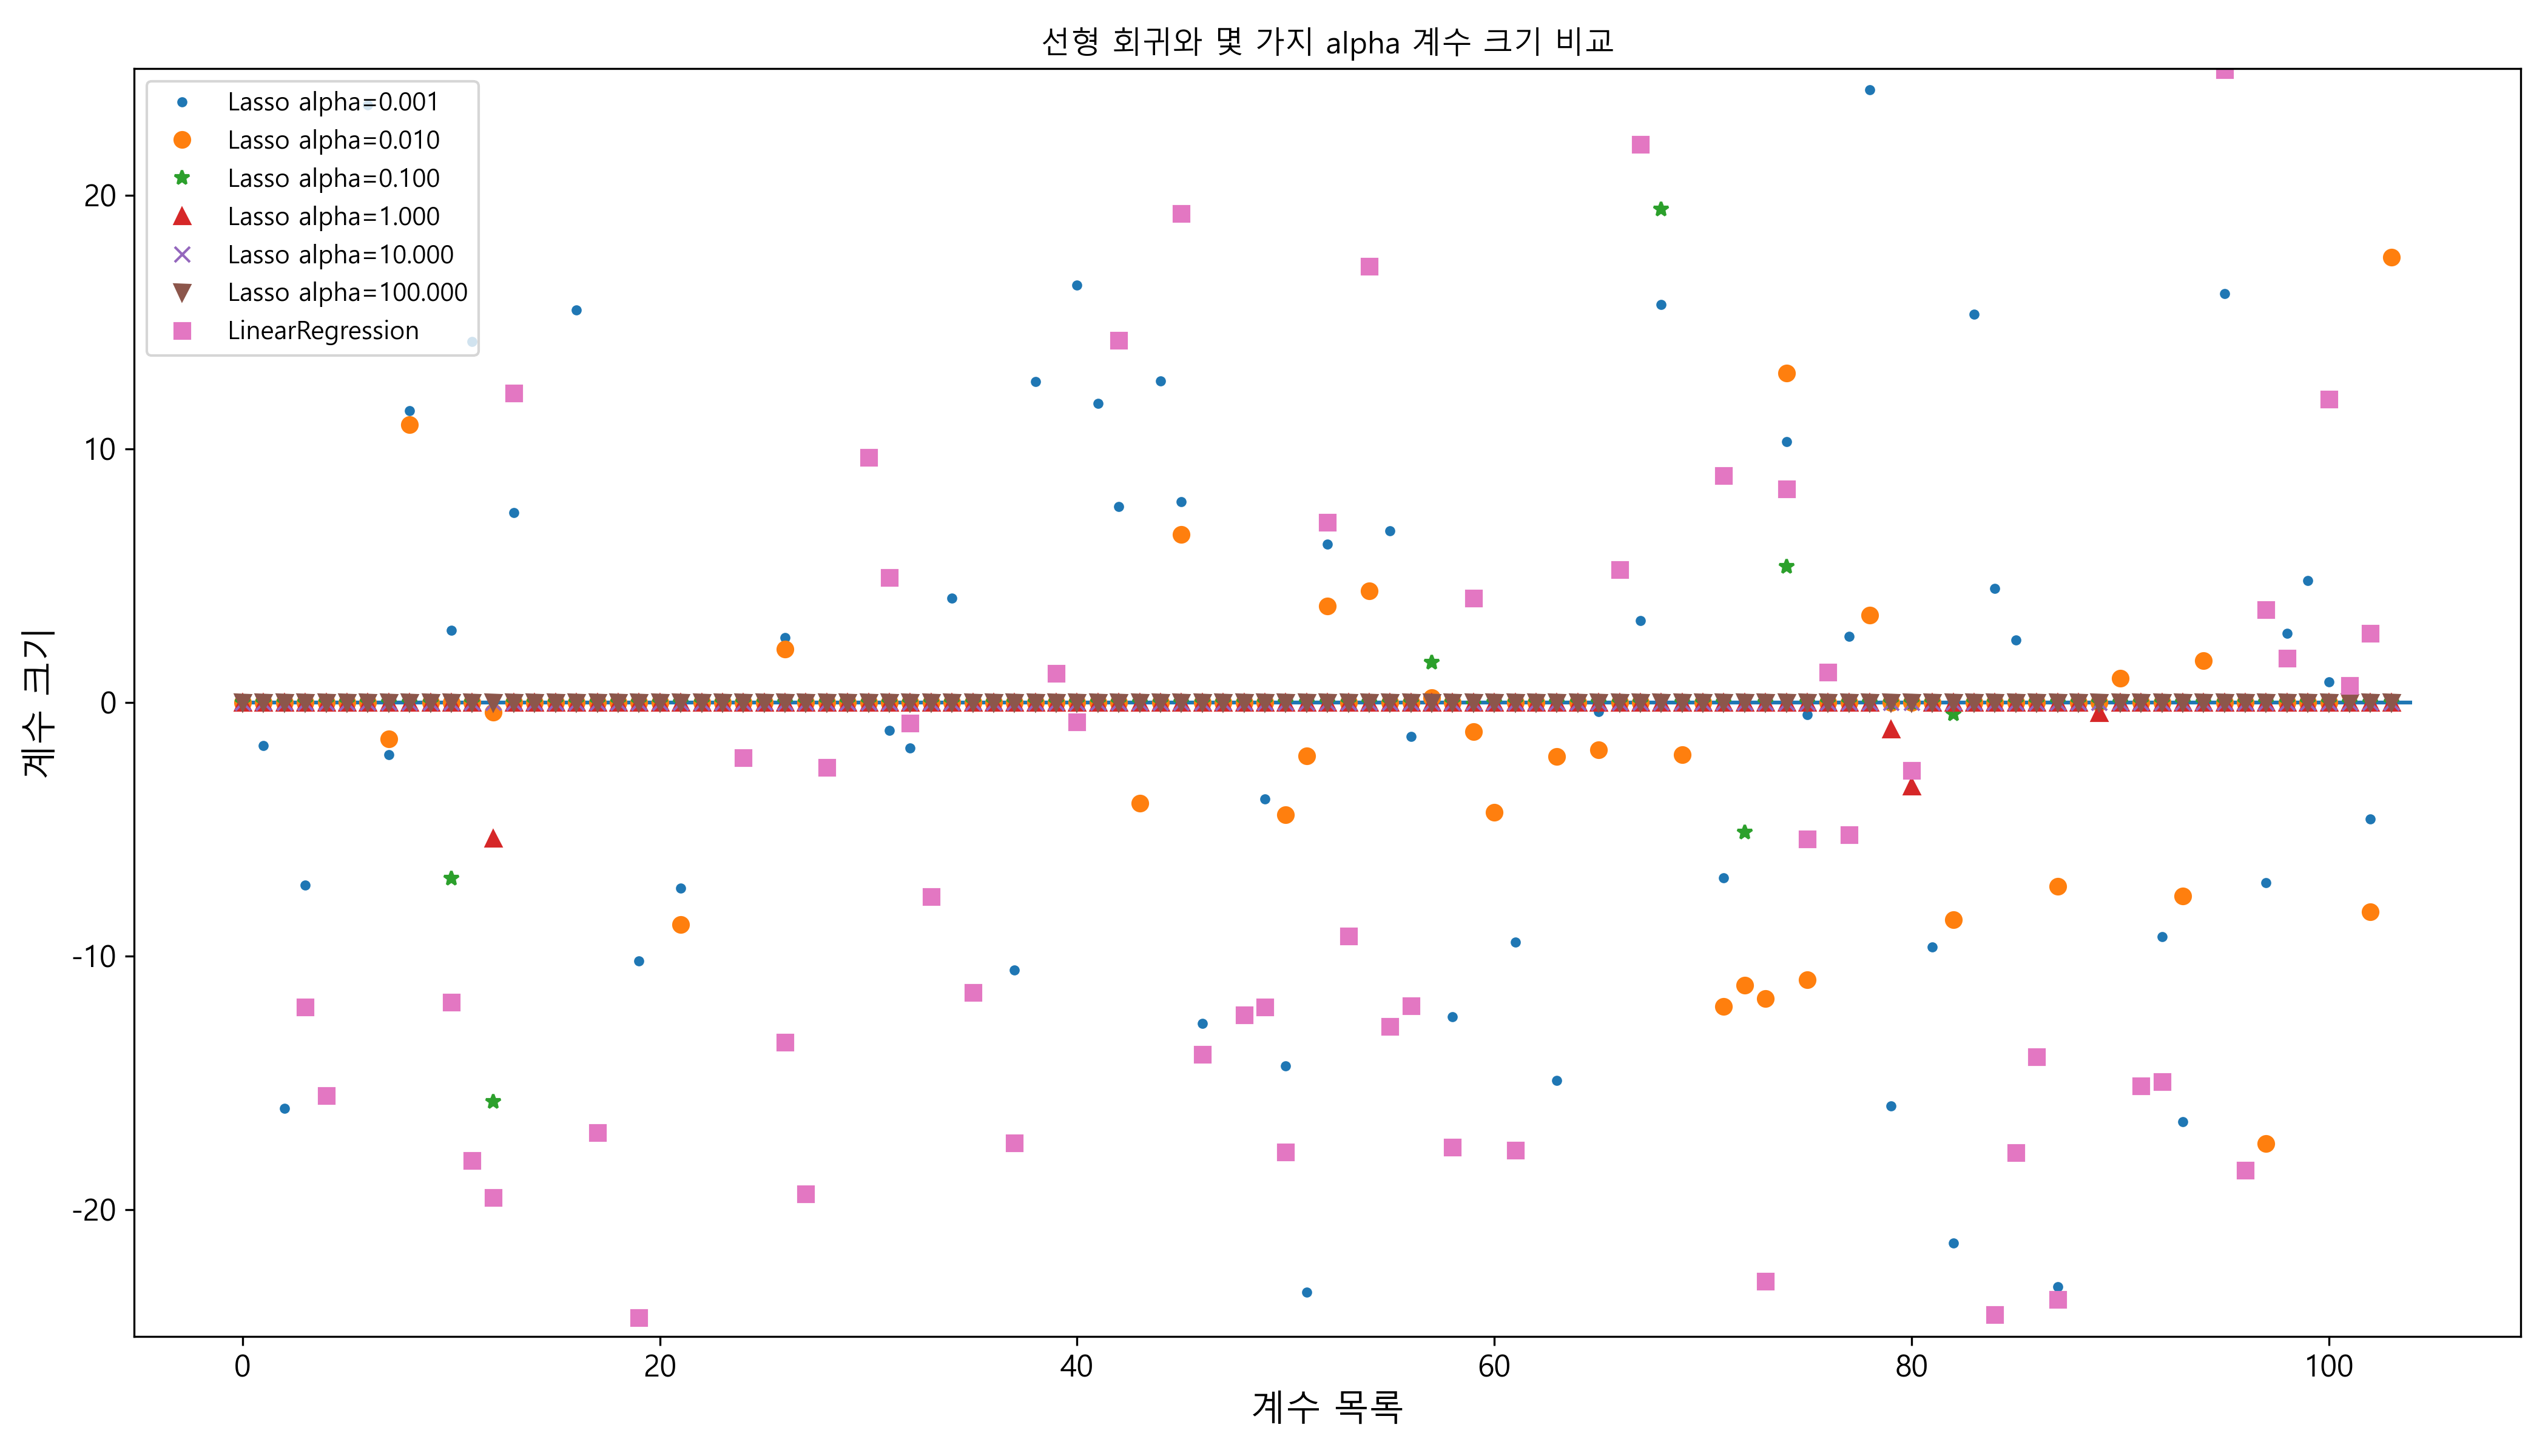 선형 회귀와 몇 가지 alpha 계수 크기 비교
Lasso alpha=0.001
Lasso alpha=0.010
Lasso alpha=0.100
Lasso alpha=1.000
Lasso alpha=10.000
Lasso alpha=100.000
LinearRegression
계수 크기
20
10
0
-10
-20
0 20 40 60 80 100
계수 목록